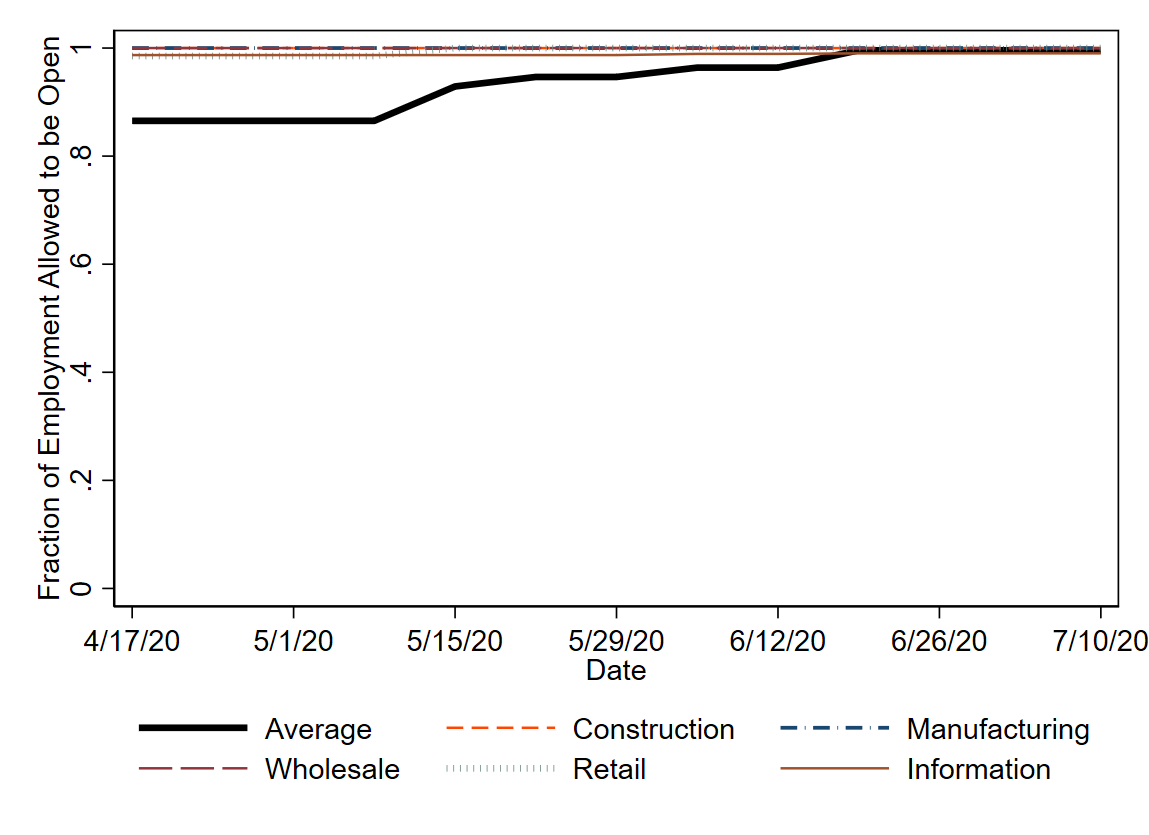 Fraction of Employment Allowed to be Open
1
.8
.6
.4
.2
0
4/17/20 5/1/20 5/15/20 5/29/20 6/12/20 6/26/20 7/10/20
Date
Average Construction Manufacturing
Wholesale Retail Information